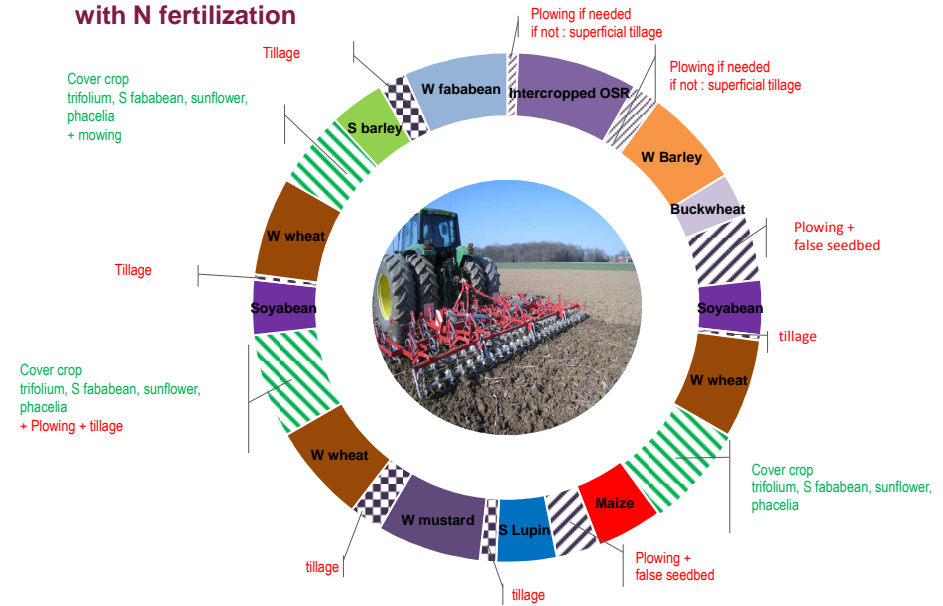 with N fertilization
Plowing if needed
if not : superficial tillage
Tillage
Plowing if needed
if not : superficial tillage
Cover crop
trifolium, S fababean, sunflower,
phacelia
+ mowing
W fababean
Intercropped OSR
S barley
W Barley
Buckwheat
Plowing +
false seedbed
W wheat
Tillage
Soyabean
Soyabean
tillage
W wheat
Cover crop
trifolium, S fababean, sunflower,
phacelia
+ Plowing + tillage
W wheat
Cover crop
trifolium, S fababean, sunflower,
phacelia
Maize
W mustard
S Lupin
Plowing +
false seedbed
tillage
tillage